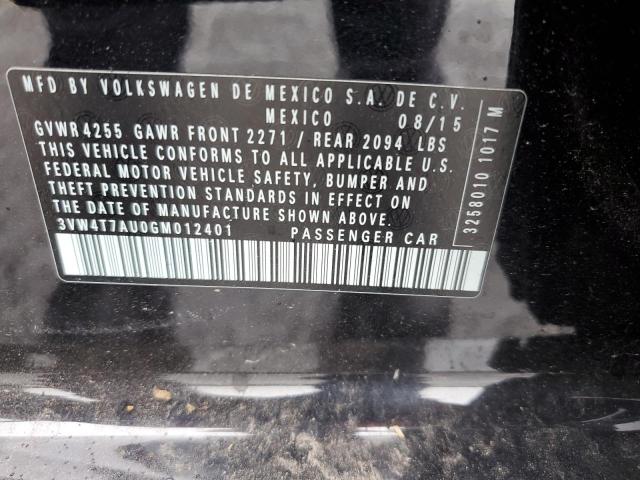 MFD BY VOLKSWAGEN DE MEXICO S.A. DE C.V.
MEXICO 08/15
GVWR 4255 GAWR FRONT 2271 / REAR 2094 LBS
THIS VEHICLE CONFORMS TO ALL APPLICABLE U.S.
FEDERAL MOTOR VEHICLE SAFETY, BUMPER AND
THEFT PREVENTION STANDARDS IN EFFECT ON
THE DATE OF MANUFACTURE SHOWN ABOVE.
3VW4T7AU0GM012401 PASSENGER CAR
3258010 1017 M